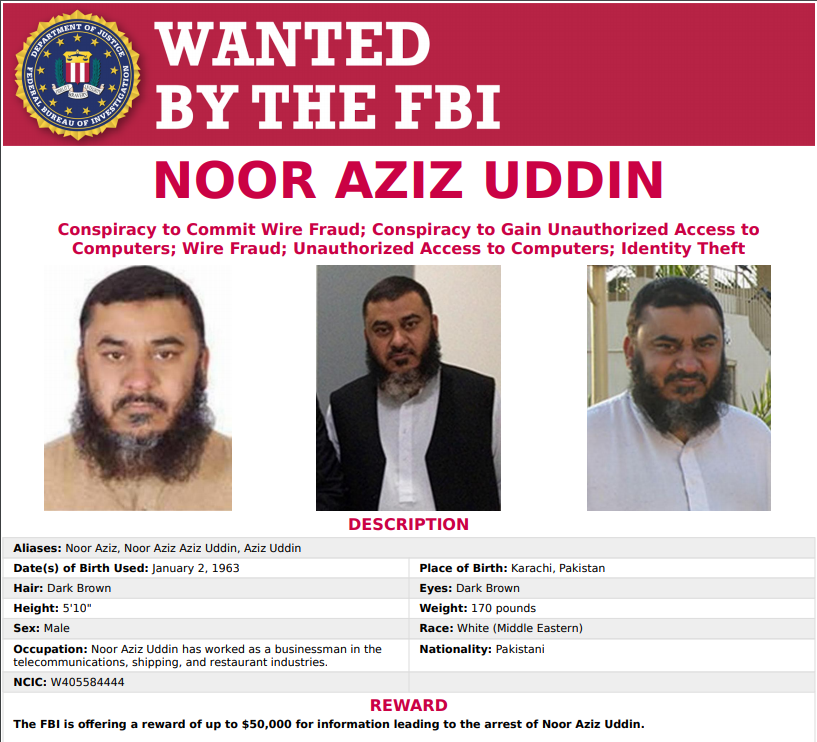 DEPARTMENT OF JUSTICE
FEDERAL BUREAU OF INVESTIGATION
WANTED
BY THE FBI
NOOR AZIZ UDDIN
Conspiracy to Commit Wire Fraud; Conspiracy to Gain Unauthorized Access to
Computers; Wire Fraud; Unauthorized Access to Computers; Identity Theft
DESCRIPTION
Aliases: Noor Aziz, Noor Aziz Aziz Uddin, Aziz Uddin
Date(s) of Birth Used: January 2, 1963
Place of Birth: Karachi, Pakistan
Hair: Dark Brown
Eyes: Dark Brown
Height: 5'10"
Weight: 170 pounds
Sex: Male
Race: White (Middle Eastern)
Occupation: Noor Aziz Uddin has worked as a businessman in the
telecommunications, shipping, and restaurant industries.
Nationality: Pakistani
NCIC: W405584444
REWARD
The FBI is offering a reward of up to $50,000 for information leading to the arrest of Noor Aziz Uddin.